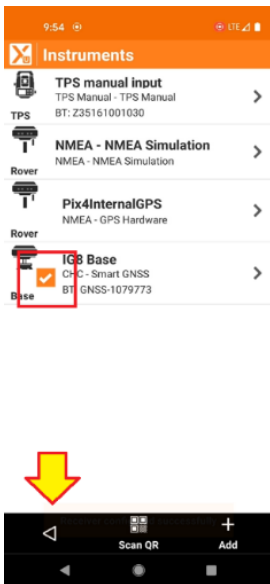 9:54 LTE
Instruments
TPS manual input
TPS Manual - TPS Manual
TPS BT: Z35161001030
NMEA - NMEA Simulation
NMEA - NMEA Simulation
Rover
Pix4InternalGPS
NMEA - GPS Hardware
Rover
IG8 Base
CHC - Smart GNSS
Base BT: GNSS-1079773
Scan QR Add